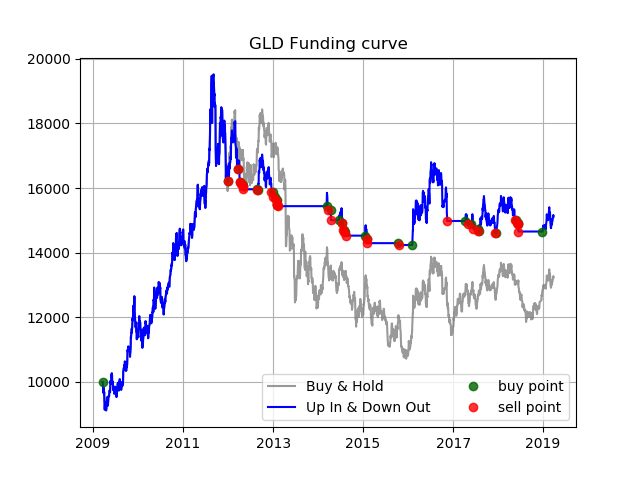 GLD Funding curve
20000
18000
16000
14000
12000
10000
Buy & Hold
Up In & Down Out
buy point
sell point
2009 2011 2013 2015 2017 2019